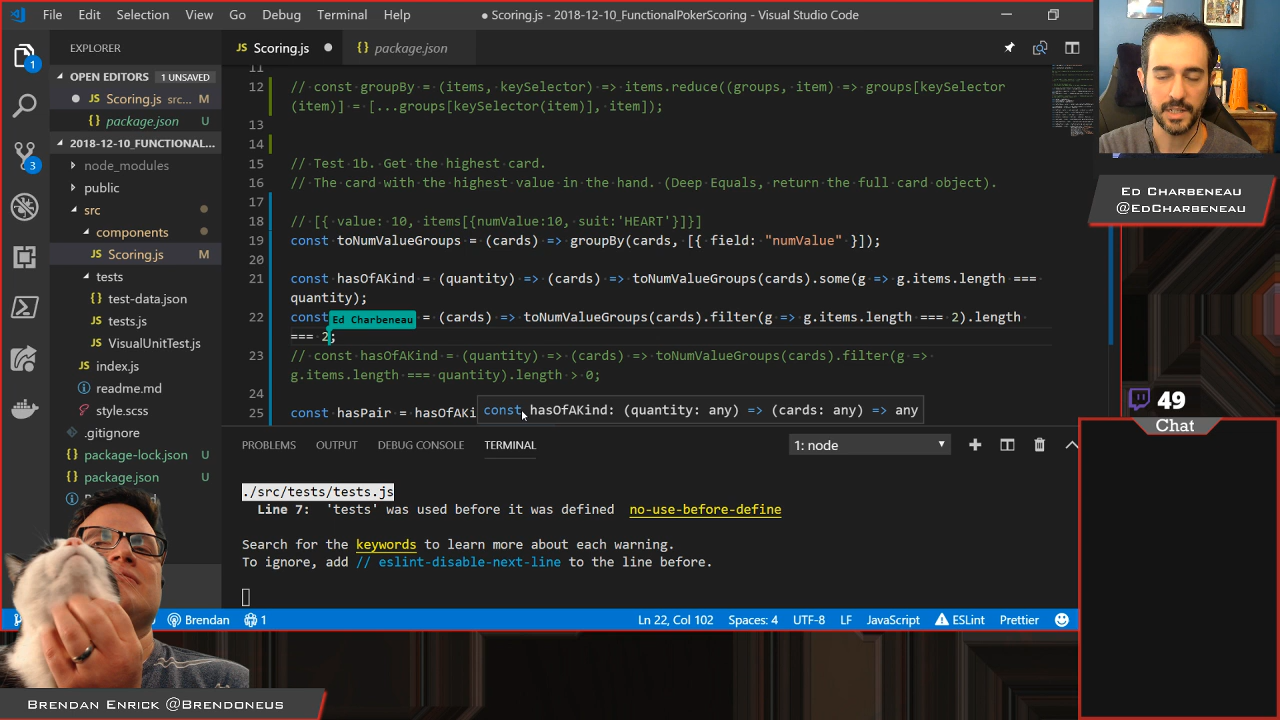 File Edit Selection View Go Debug Terminal Help
● Scoring.js - 2018-12-10_FunctionalPokerScoring - Visual Studio Code
EXPLORER
OPEN EDITORS 1 UNSAVED
JS Scoring.js src... M
{} package.json U
2018-12-10_FUNCTIONAL...
node_modules
public
src
components
JS Scoring.js M
tests
{} test-data.json
JS tests.js
JS VisualUnitTest.js
JS index.js
readme.md
style.scss
.gitignore
package-lock.json U
package.json U
1
3
JS Scoring.js ●
{} package.json
11
12 // const groupBy = (items, keySelector) => items.reduce((groups, item) => groups[keySelector
(item)] = [...groups[keySelector(item)], item]);
13
14
15 // Test 1b. Get the highest card.
16 // The card with the highest value in the hand. (Deep Equals, return the full card object).
17
18 // [{ value: 10, items[{numValue:10, suit:'HEART'}]}]
19 const toNumValueGroups = (cards) => groupBy(cards, [{ field: "numValue" }]);
20
21 const hasOfAKind = (quantity) => (cards) => toNumValueGroups(cards).some(g => g.items.length ===
quantity);
22 const = (cards) => toNumValueGroups(cards).filter(g => g.items.length === 2).length
Ed Charbeneau
=== 2;
23 // const hasOfAKind = (quantity) => (cards) => toNumValueGroups(cards).filter(g =>
g.items.length === quantity).length > 0;
24
25 const hasPair = hasOfAKi
const hasOfAKind: (quantity: any) => (cards: any) => any
PROBLEMS OUTPUT DEBUG CONSOLE TERMINAL 1: node
./src/tests/tests.js
Line 7: 'tests' was used before it was defined no-use-before-define
Search for the keywords to learn more about each warning.
To ignore, add // eslint-disable-next-line to the line before.
Brendan 1 Ln 22, Col 102 Spaces: 4 UTF-8 LF JavaScript ESLint Prettier
ED CHARBENEAU
@EDCHARBENEAU
49
Chat
BRENDAN ENRICK @BRENDONEUS